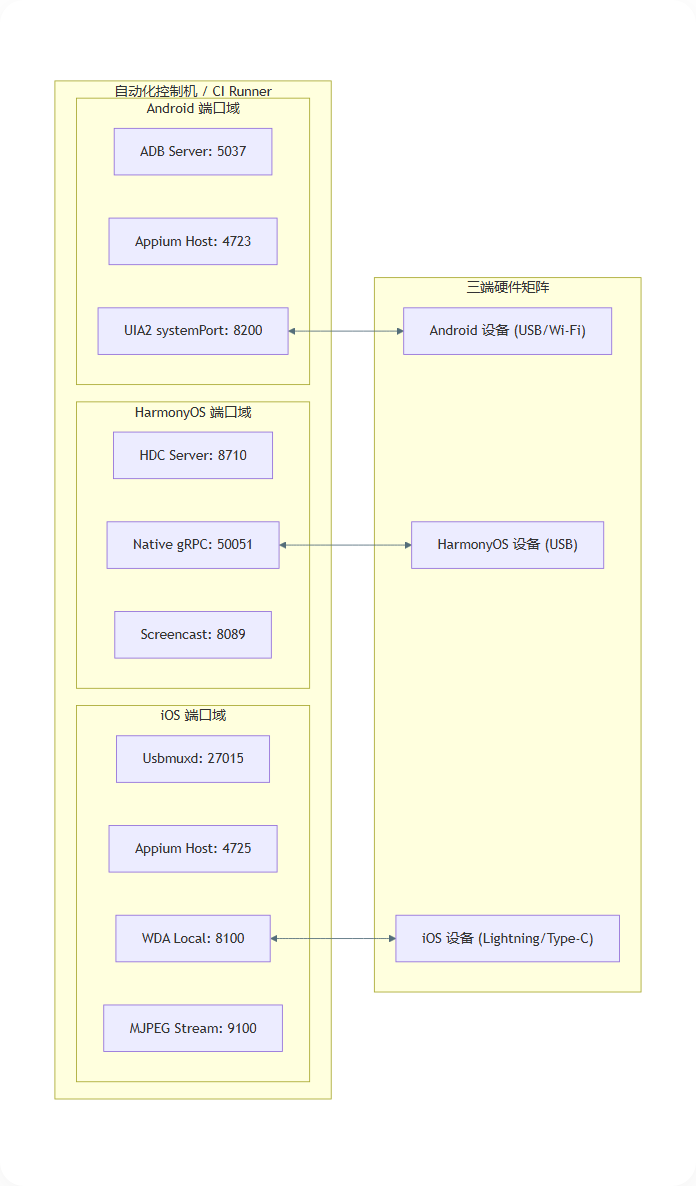 自动化控制机 / CI Runner
Android 端口域
ADB Server: 5037
Appium Host: 4723
UIA2 systemPort: 8200
HarmonyOS 端口域
HDC Server: 8710
Native gRPC: 50051
Screencast: 8089
iOS 端口域
Usbmuxd: 27015
Appium Host: 4725
WDA Local: 8100
MJPEG Stream: 9100
三端硬件矩阵
Android 设备 (USB/Wi-Fi)
HarmonyOS 设备 (USB)
iOS 设备 (Lightning/Type-C)